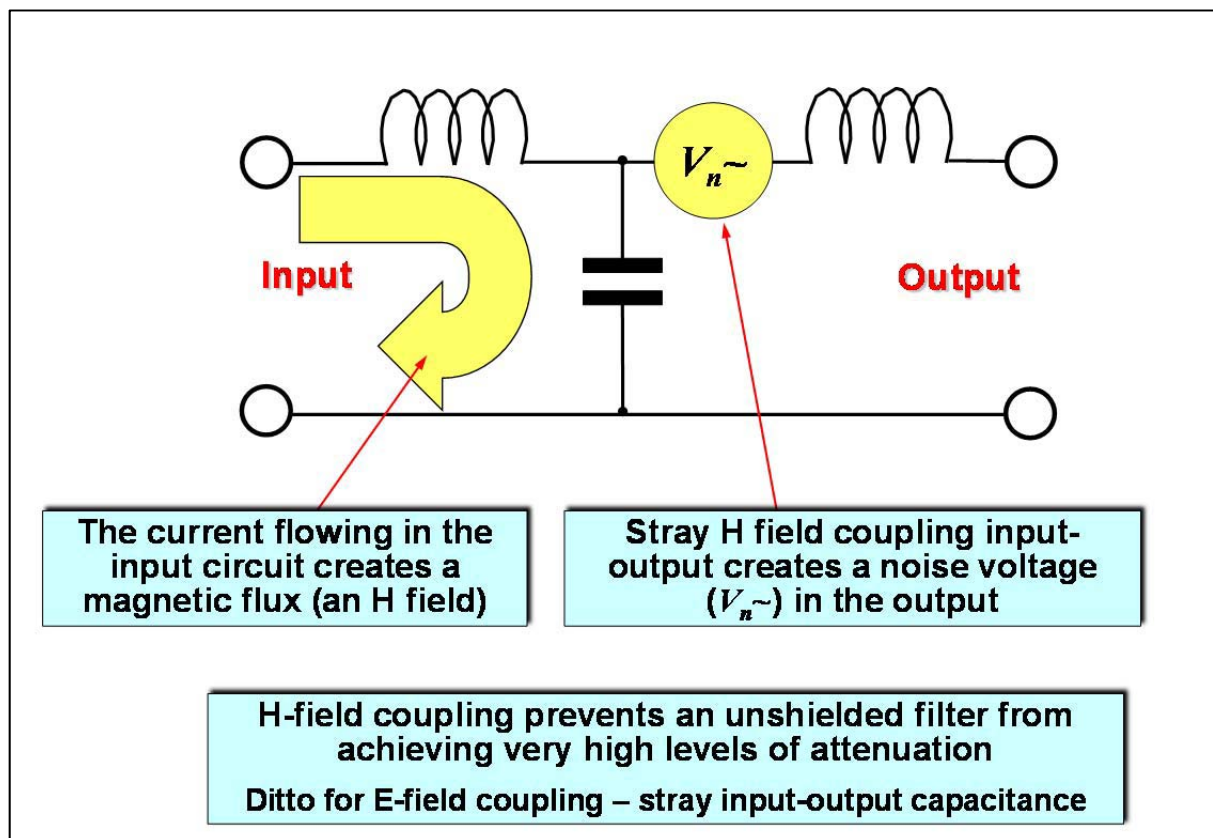 V_n~
Input
Output
The current flowing in the
input circuit creates a
magnetic flux (an H field)
Stray H field coupling input-
output creates a noise voltage
(V_n~) in the output
H-field coupling prevents an unshielded filter from
achieving very high levels of attenuation
Ditto for E-field coupling – stray input-output capacitance